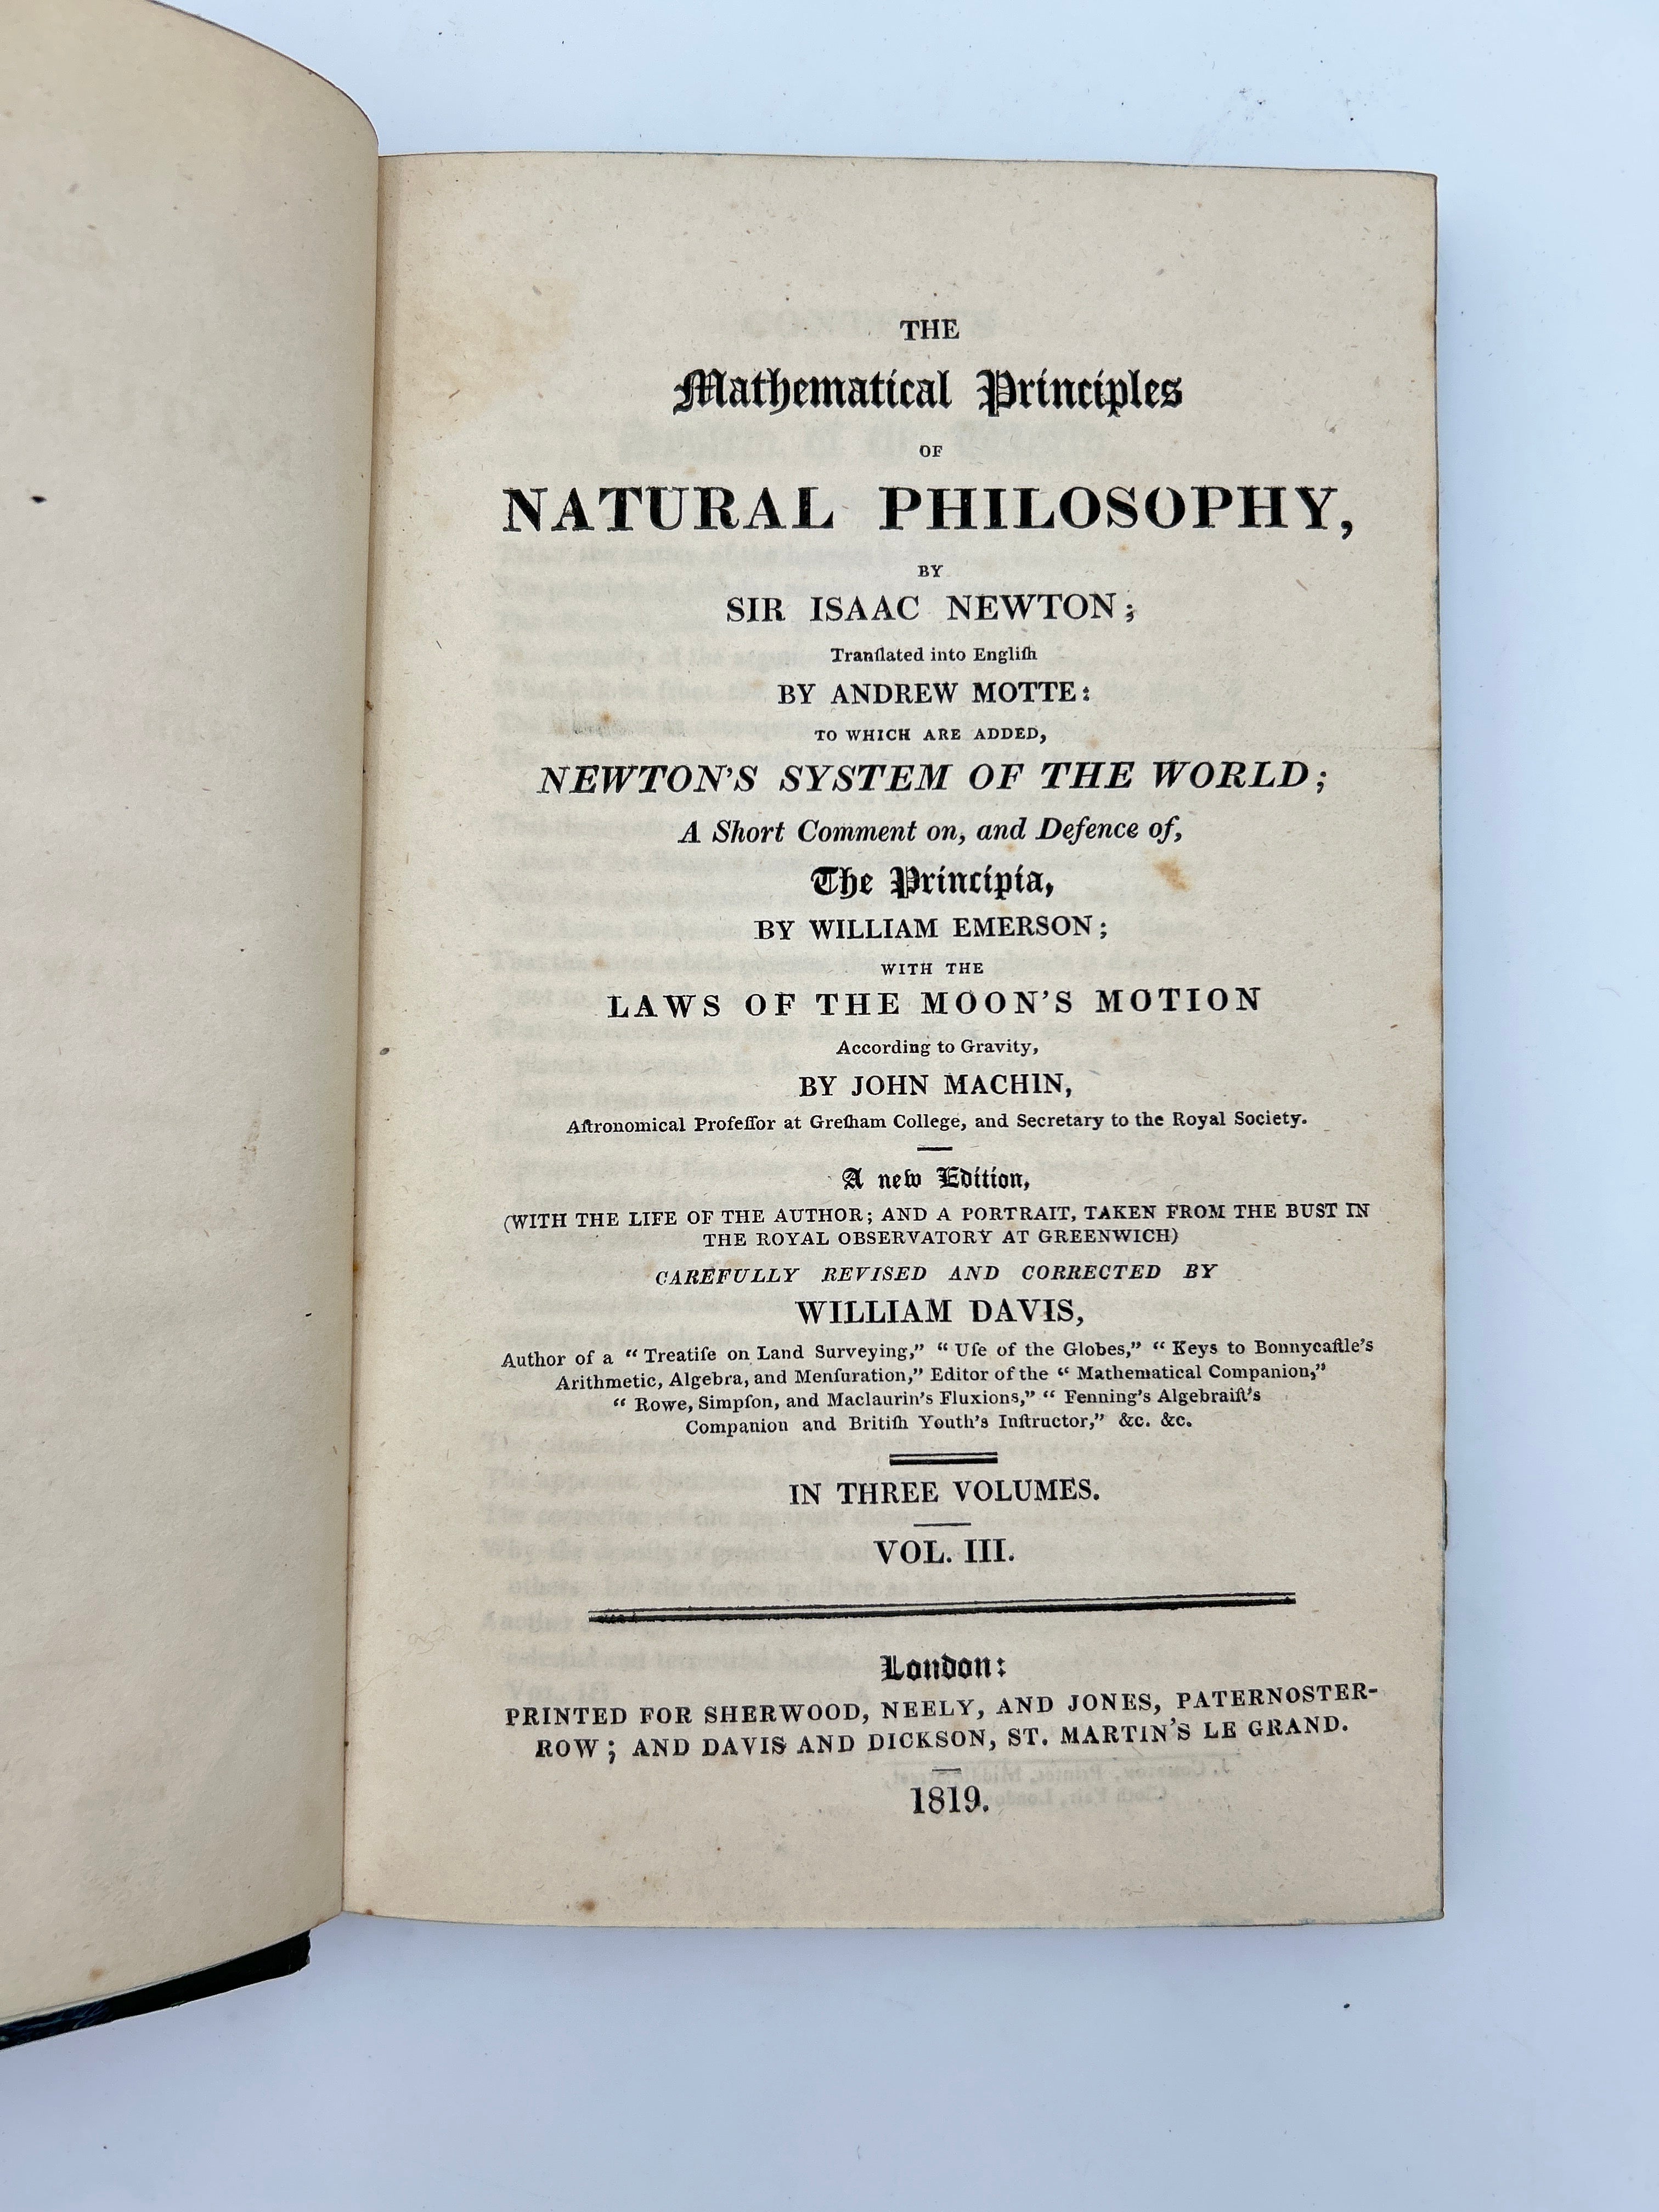 THE
Mathematical Principles
OF
NATURAL PHILOSOPHY,
BY
SIR ISAAC NEWTON;
Tranſlated into Engliſh
BY ANDREW MOTTE:
TO WHICH ARE ADDED,
NEWTON'S SYSTEM OF THE WORLD;
A Short Comment on, and Defence of,
The Principia,
BY WILLIAM EMERSON;
WITH THE
LAWS OF THE MOON'S MOTION
According to Gravity,
BY JOHN MACHIN,
Aſtronomical Profeſſor at Greſham College, and Secretary to the Royal Society.
A new Edition,
(WITH THE LIFE OF THE AUTHOR; AND A PORTRAIT, TAKEN FROM THE BUST IN
THE ROYAL OBSERVATORY AT GREENWICH)
CAREFULLY REVISED AND CORRECTED BY
WILLIAM DAVIS,
Author of a “ Treatiſe on Land Surveying,” “ Uſe of the Globes,” “ Keys to Bonnycaſtle's
Arithmetic, Algebra, and Menſuration,” Editor of the “ Mathematical Companion,”
“ Rowe, Simpſon, and Maclaurin's Fluxions,” “ Fenning's Algebraiſt's
Companion and Britiſh Youth's Inſtructor,” &c. &c.
IN THREE VOLUMES.
VOL. III.
London:
PRINTED FOR SHERWOOD, NEELY, AND JONES, PATERNOSTER-
ROW; AND DAVIS AND DICKSON, ST. MARTIN'S LE GRAND.
1819.